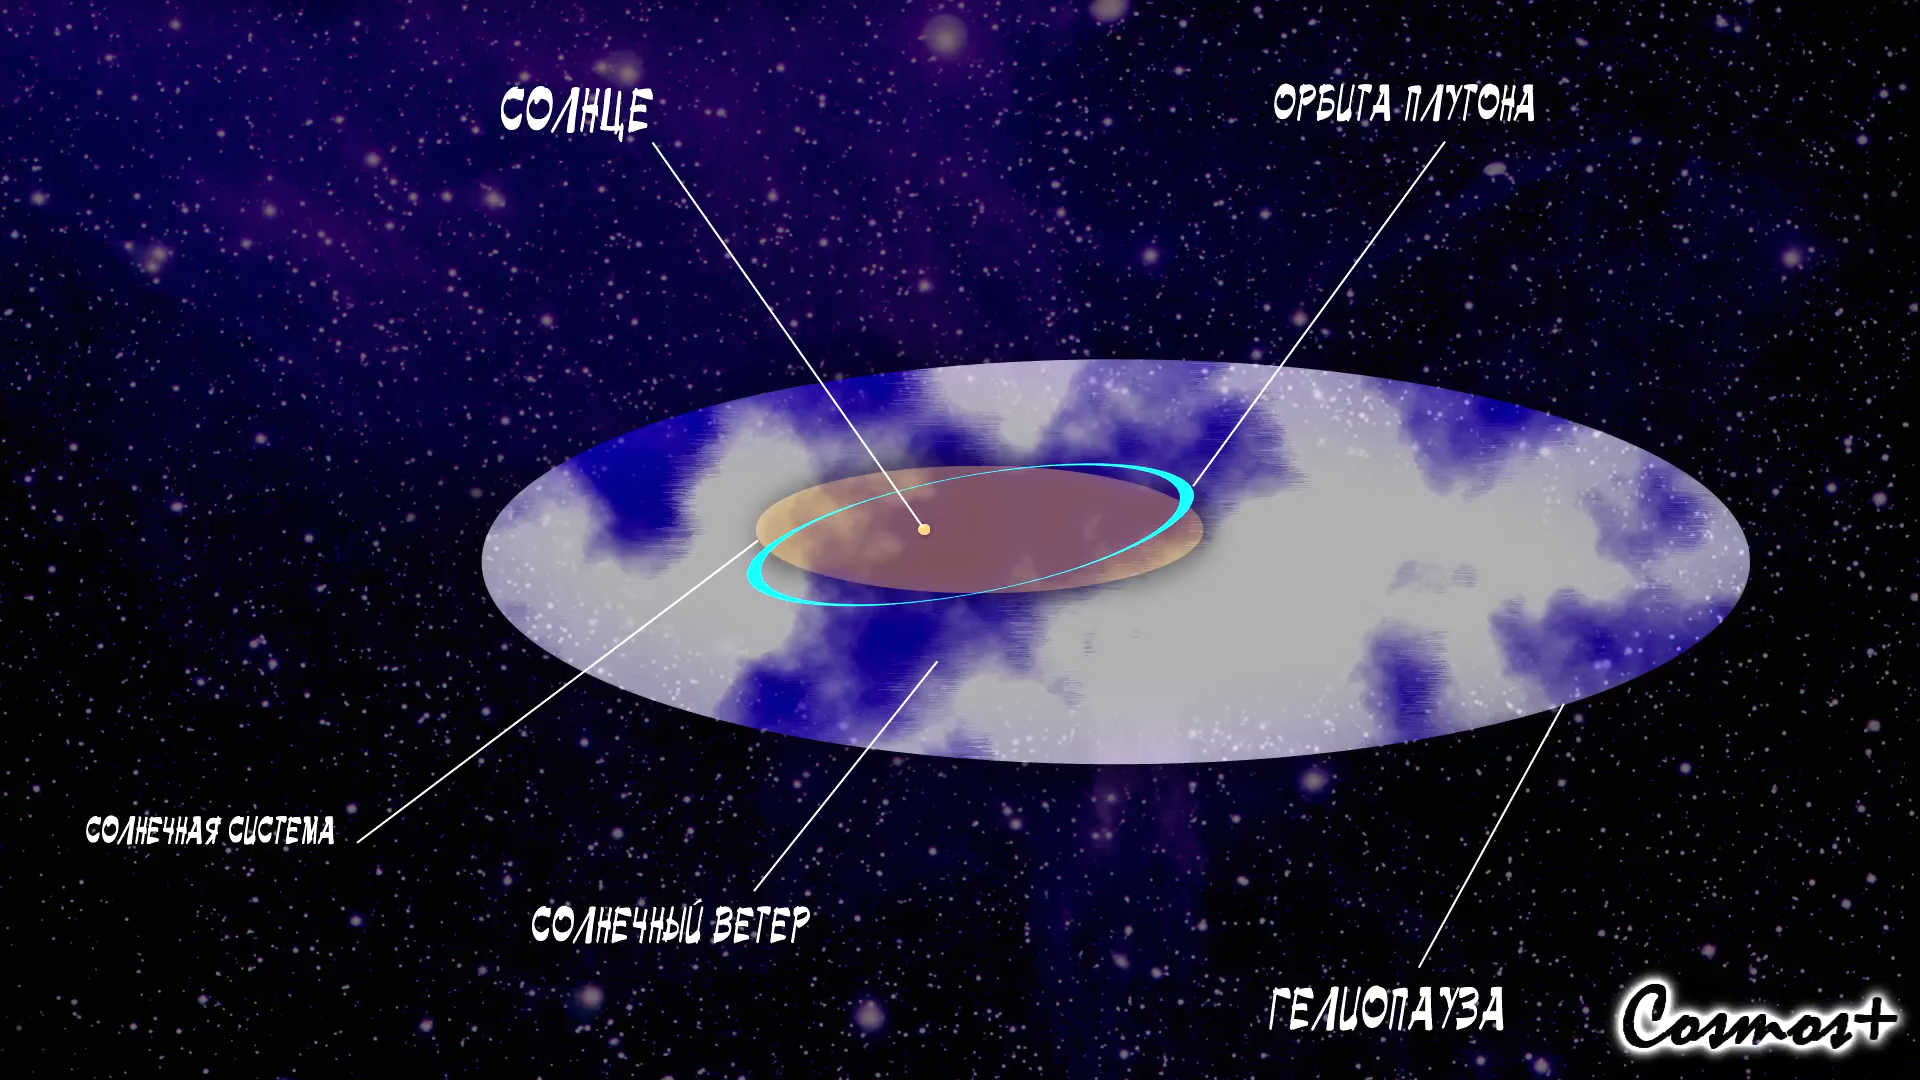 СОЛНЦЕ
ОРБИТА ПЛУТОНА
СОЛНЕЧНАЯ СИСТЕМА
СОЛНЕЧНЫЙ ВЕТЕР
ГЕЛИОПАУЗА
Cosmos+